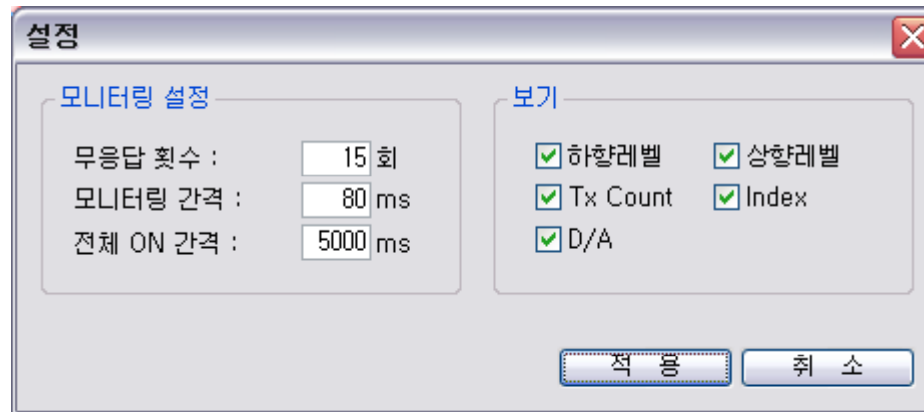 설정
모니터링 설정
무응답 횟수 : 15 회
모니터링 간격 : 80 ms
전체 ON 간격 : 5000 ms
보기
하향레벨 상향레벨
Tx Count Index
D/A
적 용 취 소